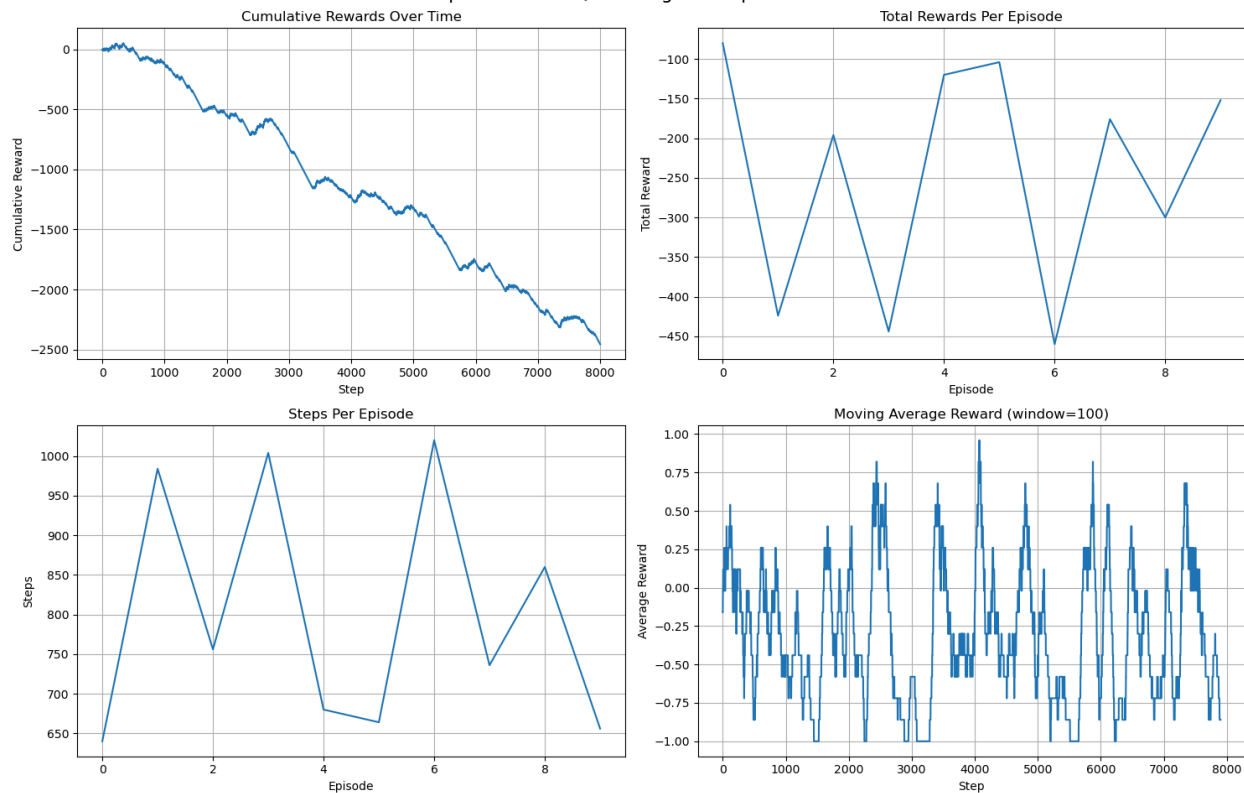 Cumulative Rewards Over Time
0
−500
−1000
−1500
−2000
−2500
Cumulative Reward
0 1000 2000 3000 4000 5000 6000 7000 8000
Step
Total Rewards Per Episode
−100
−150
−200
−250
−300
−350
−400
−450
Total Reward
0 2 4 6 8
Episode
Steps Per Episode
1000
950
900
850
800
750
700
650
Steps
0 2 4 6 8
Episode
Moving Average Reward (window=100)
1.00
0.75
0.50
0.25
0.00
−0.25
−0.50
−0.75
−1.00
Average Reward
0 1000 2000 3000 4000 5000 6000 7000 8000
Step